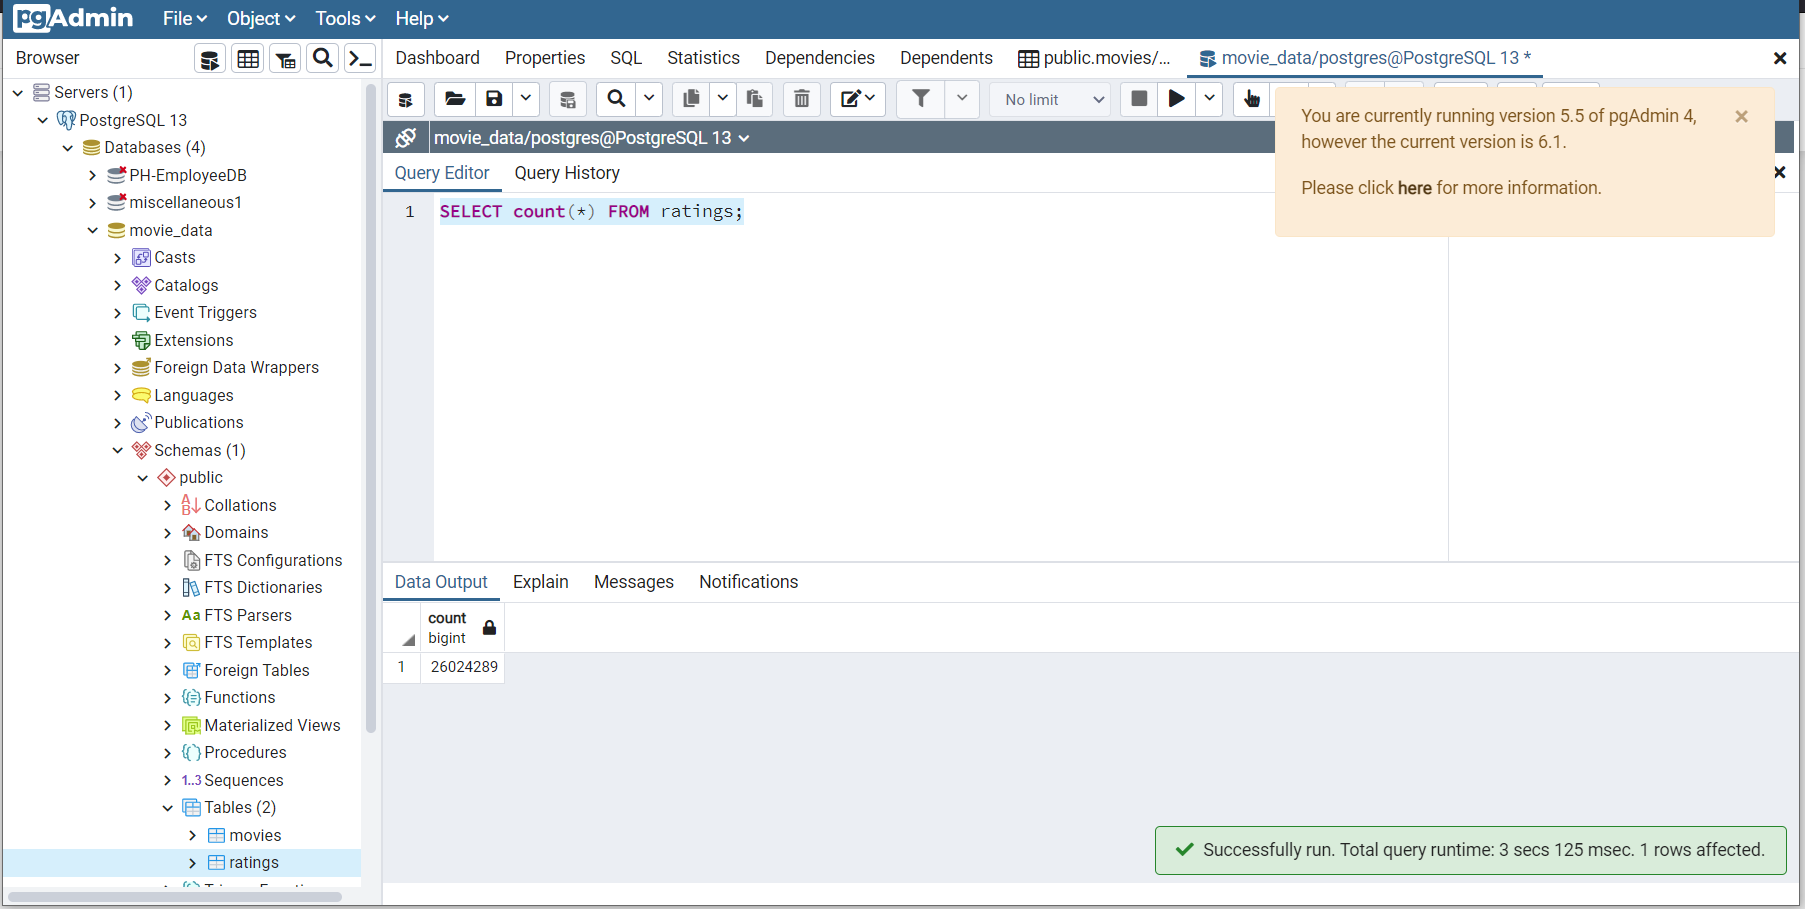 pgAdmin File Object Tools Help
Browser
Dashboard Properties SQL Statistics Dependencies Dependents public.movies/... movie_data/postgres@PostgreSQL 13 *
No limit
You are currently running version 5.5 of pgAdmin 4,
however the current version is 6.1.
Please click here for more information.
movie_data/postgres@PostgreSQL 13
Query Editor Query History
1 SELECT count(*) FROM ratings;
Servers (1)
PostgreSQL 13
Databases (4)
PH-EmployeeDB
miscellaneous1
movie_data
Casts
Catalogs
Event Triggers
Extensions
Foreign Data Wrappers
Languages
Publications
Schemas (1)
public
Collations
Domains
FTS Configurations
FTS Dictionaries
Aa FTS Parsers
FTS Templates
Foreign Tables
Functions
Materialized Views
Procedures
1..3 Sequences
Tables (2)
movies
ratings
Data Output Explain Messages Notifications
count
bigint
1 26024289
Successfully run. Total query runtime: 3 secs 125 msec. 1 rows affected.